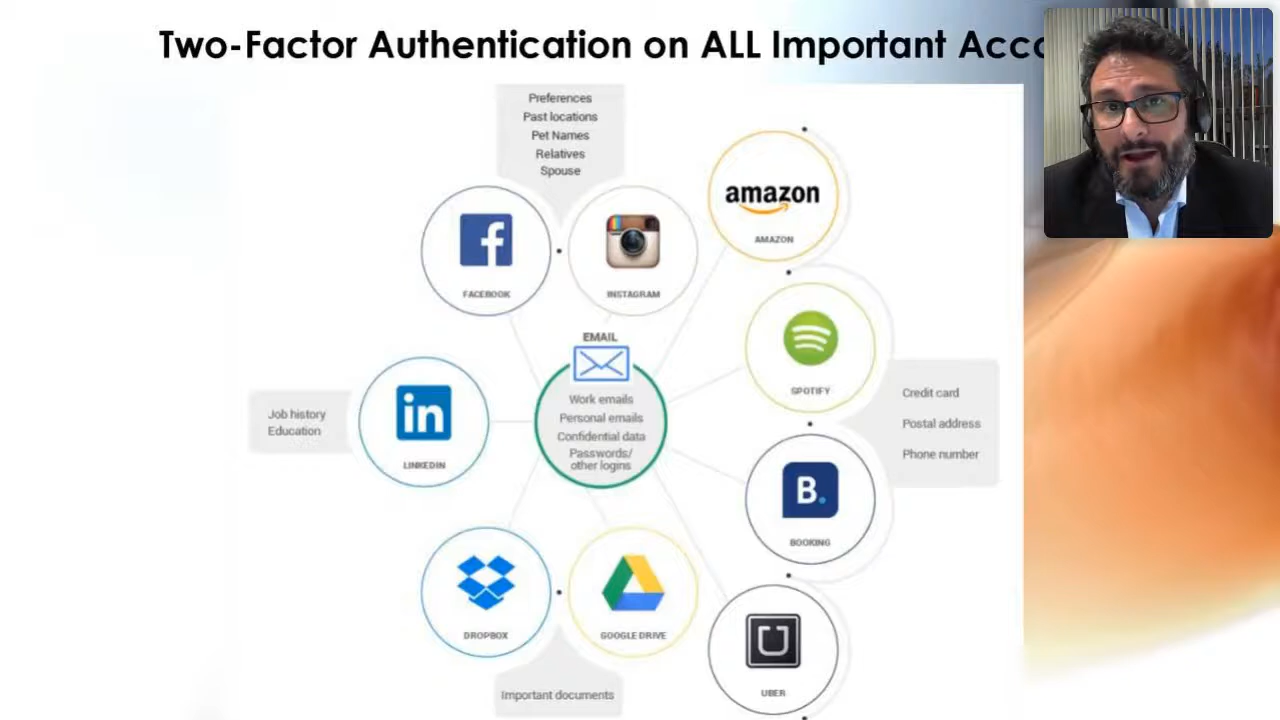 Two-Factor Authentication on ALL Important Acco
Preferences
Past locations
Pet Names
Relatives
Spouse
amazon
AMAZON
FACEBOOK
INSTAGRAM
SPOTIFY
EMAIL
Work emails
Personal emails
Confidential data
Passwords/
other logins
Job history
Education
in
LINKEDIN
Credit card
Postal address
Phone number
B.
BOOKING
DROPBOX
GOOGLE DRIVE
UBER
Important documents